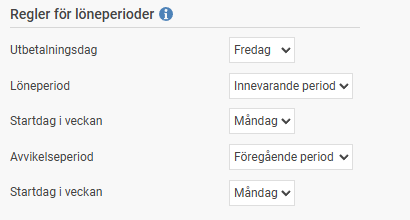 Regler för löneperioder
Utbetalningsdag Fredag
Löneperiod Innevarande period
Startdag i veckan Måndag
Avvikelseperiod Föregående period
Startdag i veckan Måndag